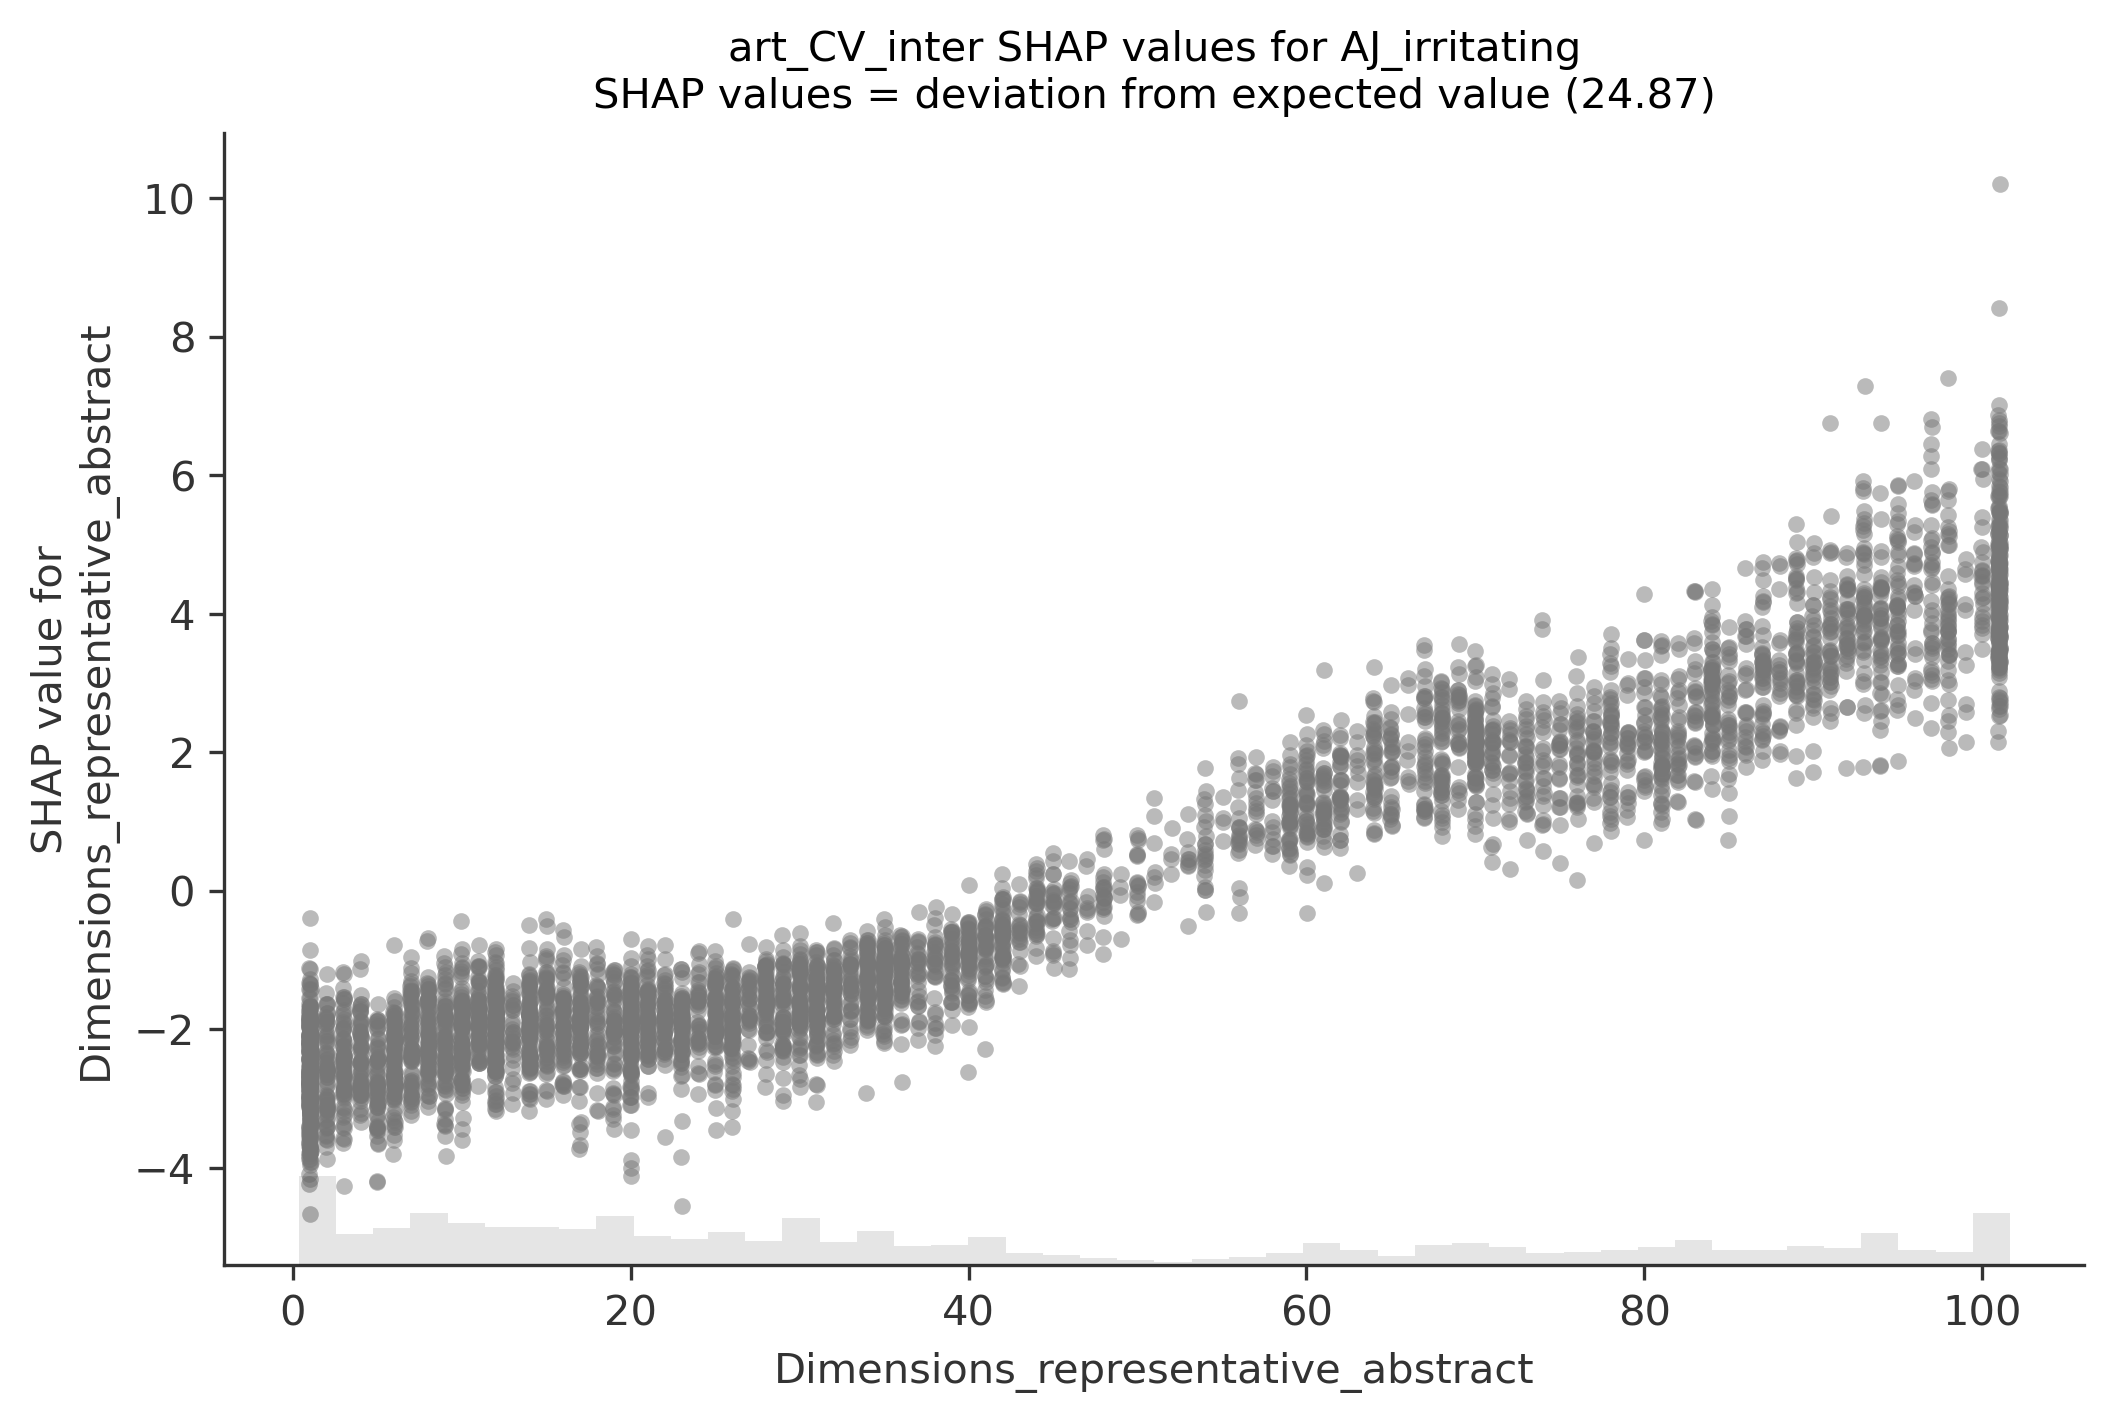 art_CV_inter SHAP values for AJ_irritating
SHAP values = deviation from expected value (24.87)
SHAP value for
Dimensions_representative_abstract
10
8
6
4
2
0
−2
−4
0 20 40 60 80 100
Dimensions_representative_abstract